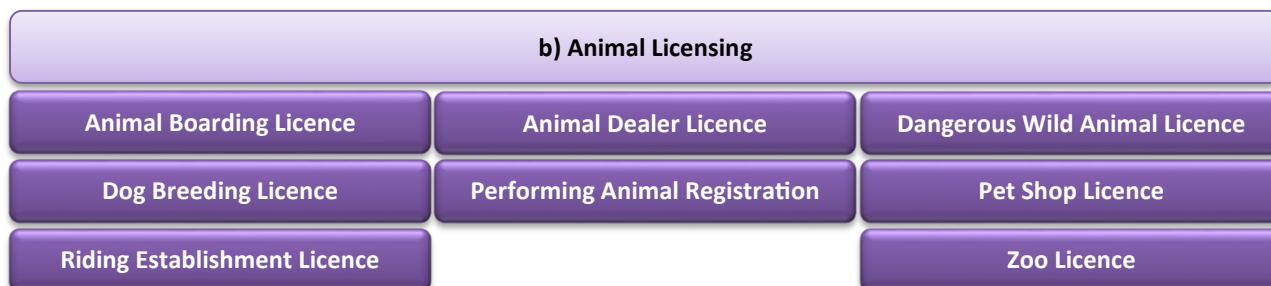 b) Animal Licensing
Animal Boarding Licence
Animal Dealer Licence
Dangerous Wild Animal Licence
Dog Breeding Licence
Performing Animal Registration
Pet Shop Licence
Riding Establishment Licence
Zoo Licence